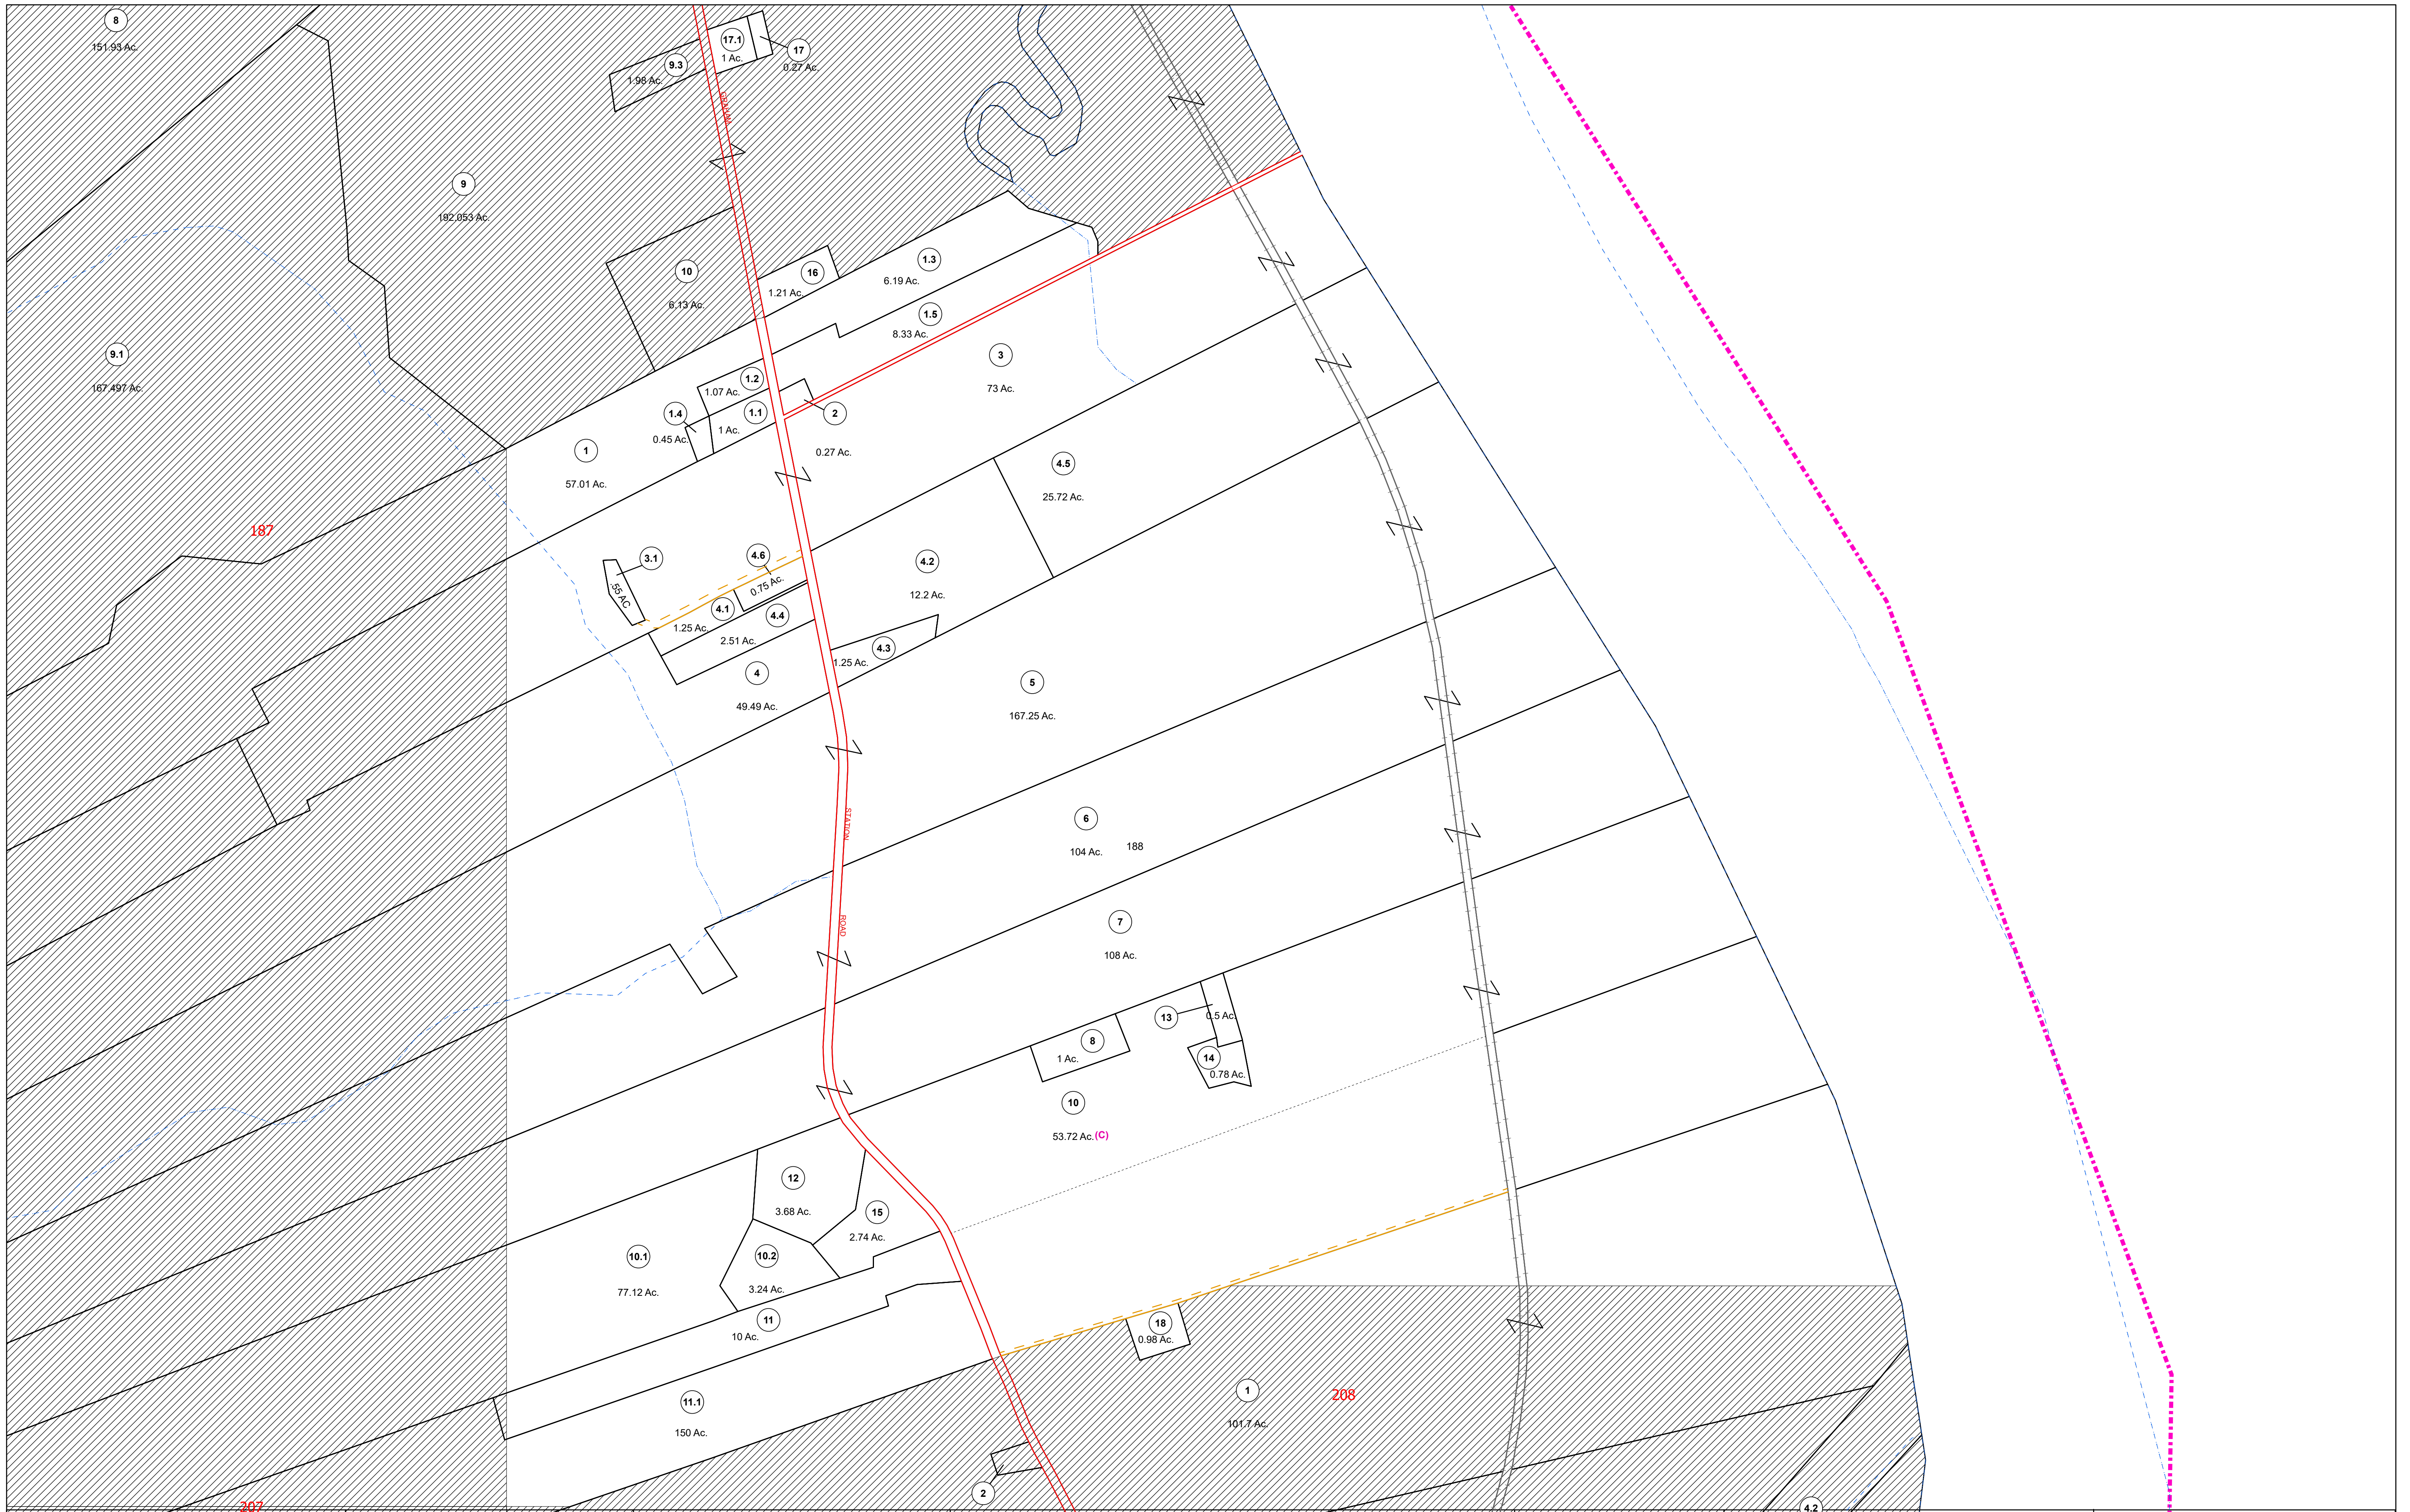 8
151.93 Ac.
17.1
1 Ac.
17
0.27 Ac.
9.3
1.98 Ac.
GRAHAM
9
192.053 Ac.
10
6.13 Ac.
16
1.21 Ac.
1.3
6.19 Ac.
1.5
8.33 Ac.
9.1
167.497 Ac.
3
73 Ac.
1.2
1.07 Ac.
1.4
0.45 Ac.
1.1
1 Ac.
2
0.27 Ac.
1
57.01 Ac.
4.5
25.72 Ac.
187
3.1
.55 AC
4.6
0.75 Ac.
4.2
12.2 Ac.
4.1
1.25 Ac.
4.4
2.51 Ac.
4.3
1.25 Ac.
4
49.49 Ac.
5
167.25 Ac.
STATION
6
104 Ac.
188
ROAD
7
108 Ac.
13
0.5 Ac.
8
1 Ac.
14
0.78 Ac.
10
53.72 Ac.(C)
12
3.68 Ac.
15
2.74 Ac.
10.1
77.12 Ac.
10.2
3.24 Ac.
11
10 Ac.
18
0.98 Ac.
11.1
150 Ac.
1
101.7 Ac.
208
2
207
4.2